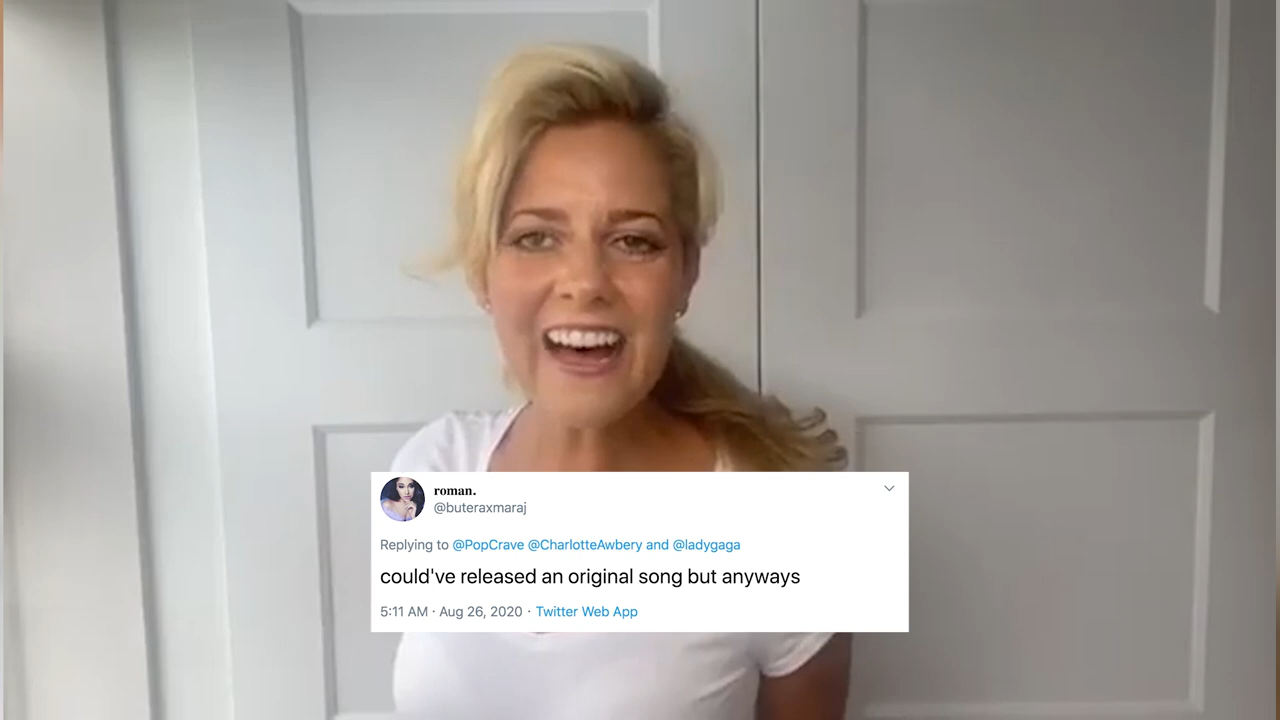 roman.
@buteraxmaraj
Replying to @PopCrave @CharlotteAwbery and @ladygaga
could've released an original song but anyways
5:11 AM · Aug 26, 2020 · Twitter Web App